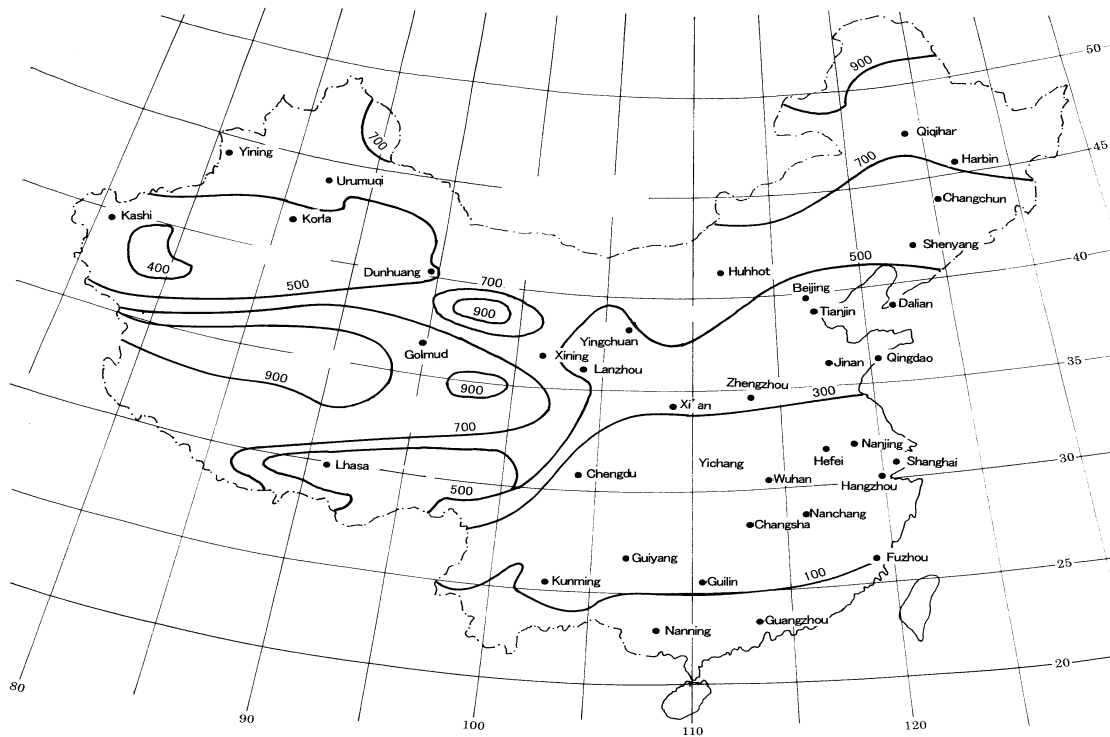 50
900
700
Qiqihar
Yining
700
45
Harbin
Urumuqi
Changchun
Kashi
Korla
Shenyang
40
500
400
Dunhuang
Huhhot
500
700
Beijing
900
Tianjin
Dalian
Yingchuan
Golmud
Xining
Lanzhou
Jinan
Qingdao
35
900
900
Zhengzhou
300
Xi'an
700
Nanjing
Hefei
Shanghai
30
Lhasa
Yichang
Chengdu
Wuhan
Hangzhou
500
Nanchang
Changsha
Guiyang
Fuzhou
25
Kunming
Guilin
100
Guangzhou
Nanning
20
80
90
100
110
120